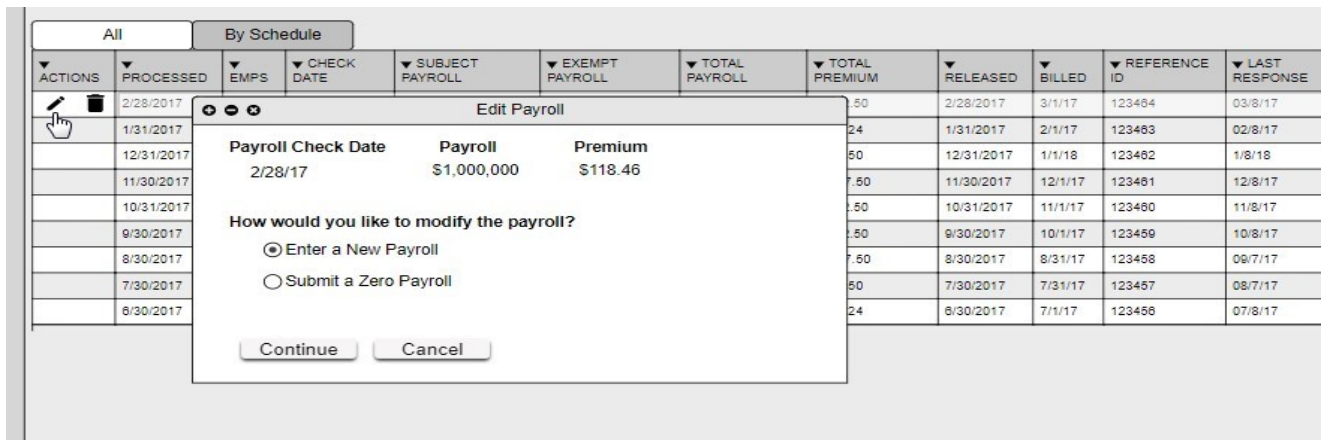 All By Schedule
ACTIONS PROCESSED EMPS CHECK DATE SUBJECT PAYROLL EXEMPT PAYROLL TOTAL PAYROLL TOTAL PREMIUM RELEASED BILLED REFERENCE ID LAST RESPONSE
2/28/2017 .50 2/28/2017 3/1/17 123464 03/8/17
Edit Payroll
1/31/2017 24 1/31/2017 2/1/17 123463 02/8/17
Payroll Check Date Payroll Premium
12/31/2017 50 12/31/2017 1/1/18 123462 1/8/18
2/28/17 $1,000,000 $118.46
11/30/2017 7.50 11/30/2017 12/1/17 123461 12/8/17
10/31/2017 .50 10/31/2017 11/1/17 123460 11/8/17
How would you like to modify the payroll?
9/30/2017 .50 9/30/2017 10/1/17 123459 10/8/17
Enter a New Payroll
8/30/2017 7.50 8/30/2017 8/31/17 123458 09/7/17
Submit a Zero Payroll
7/30/2017 50 7/30/2017 7/31/17 123457 08/7/17
6/30/2017 24 6/30/2017 7/1/17 123456 07/8/17
Continue Cancel